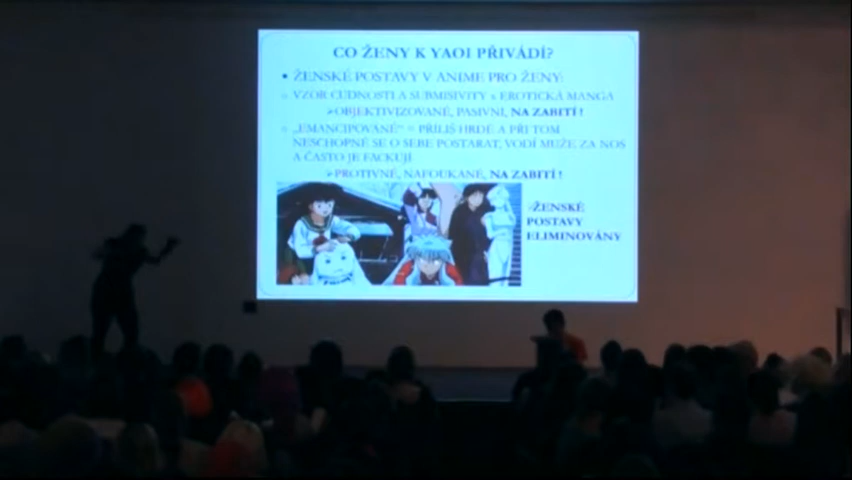 CO ŽENY K YAOI PŘIVÁDÍ?
• ŽENSKÉ POSTAVY V ANIME PRO ŽENY:
○ VZOR CUDNOSTI A SUBMISIVITY x EROTICKÁ MANGA
➢OBJEKTIVIZOVANÉ, PASIVNÍ, NA ZABITÍ!
○ „EMANCIPOVANÉ“ = PŘÍLIŠ HRDÉ A PŘI TOM
NESCHOPNÉ SE O SEBE POSTARAT, VODÍ MUŽE ZA NOS
A ČASTO JE FACKUJÍ
➢PROTIVNÉ, NAFOUKANÉ, NA ZABITÍ!
➢ŽENSKÉ
POSTAVY
ELIMINOVÁNY